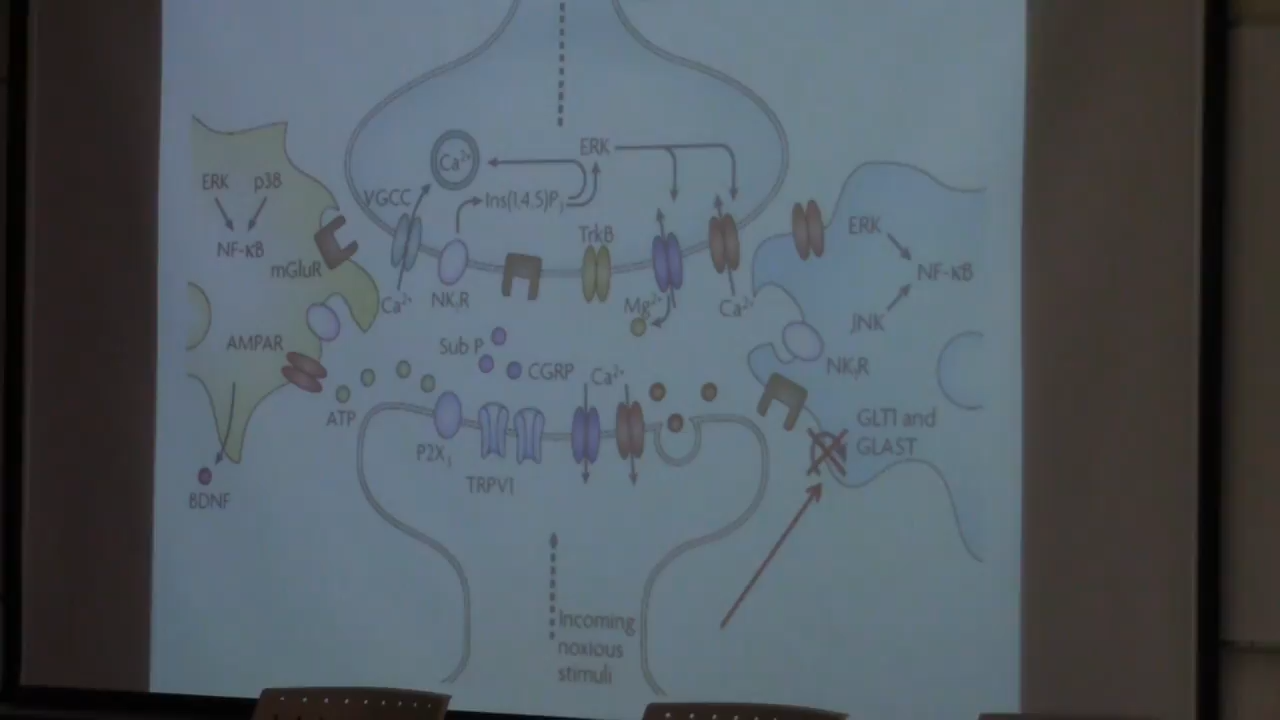 ERK
Ca²⁺
ERK p38
VGCC
Ins(1,4,5)P₃
NF-κB
mGluR
TrkB
ERK
NF-κB
Ca²⁺
NK₁R
Mg²⁺
Ca²⁺
JNK
AMPAR
Sub P
CGRP
Ca²⁺
NK₁R
ATP
GLT1 and
GLAST
P2X₃
TRPV1
BDNF
Incoming
noxious
stimuli